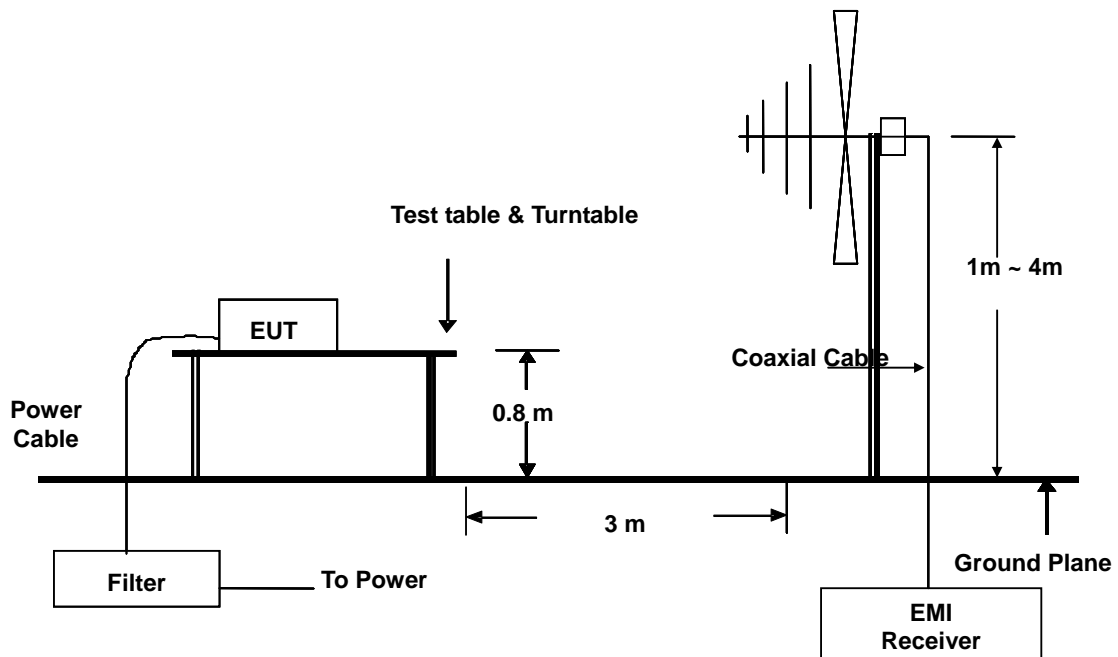 Test table & Turntable
1m ~ 4m
EUT
Coaxial Cable
0.8 m
Power
Cable
3 m
Ground Plane
Filter
To Power
EMI
Receiver